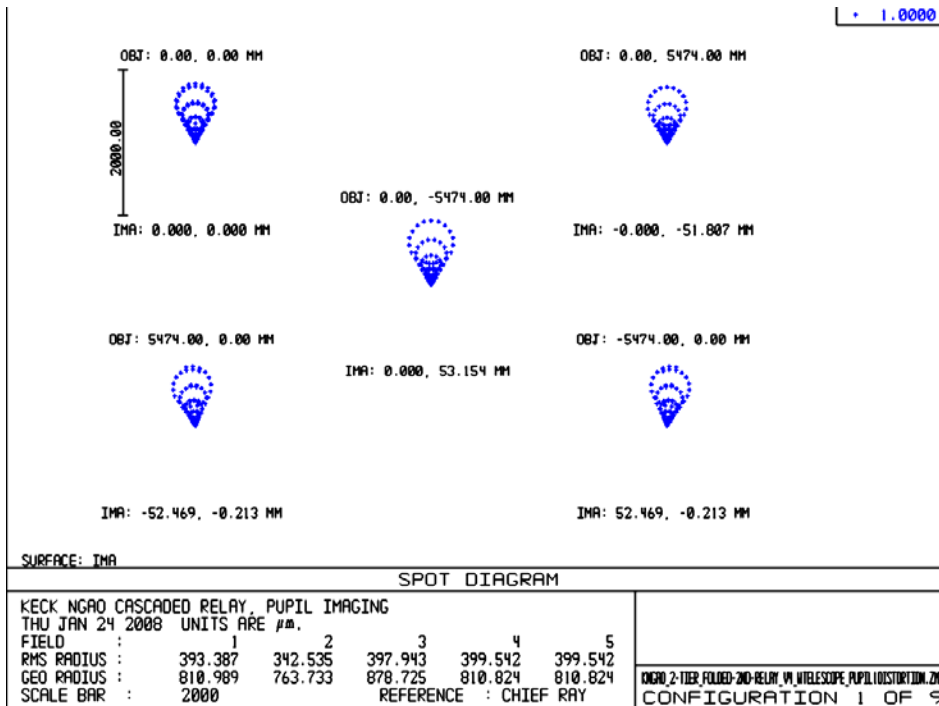 + 1.0000
OBJ: 0.00, 0.00 MM
OBJ: 0.00, 5474.00 MM
2000.00
OBJ: 0.00, -5474.00 MM
IMA: 0.000, 0.000 MM
IMA: -0.000, -51.807 MM
OBJ: 5474.00, 0.00 MM
OBJ: -5474.00, 0.00 MM
IMA: 0.000, 53.154 MM
IMA: -52.469, -0.213 MM
IMA: 52.469, -0.213 MM
SURFACE: IMA
SPOT DIAGRAM
KECK NGAO CASCADED RELAY, PUPIL IMAGING
THU JAN 24 2008 UNITS ARE µm.
FIELD : 1 2 3 4 5
RMS RADIUS : 393.387 342.535 397.943 399.542 399.542
GEO RADIUS : 810.989 763.733 878.725 810.824 810.824
SCALE BAR : 2000 REFERENCE : CHIEF RAY
CONFIGURATION 1 OF 9